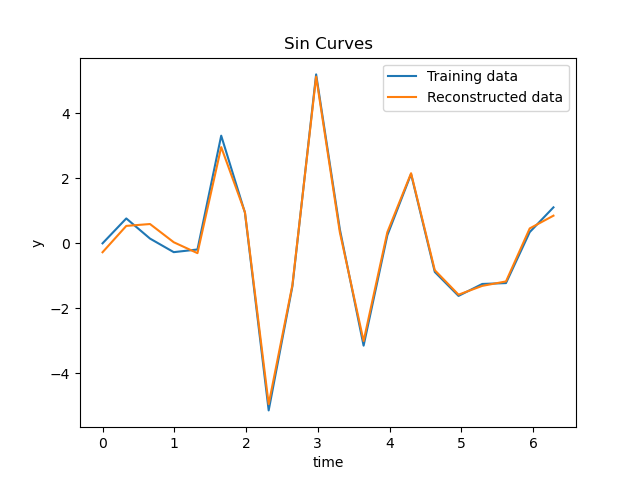 Sin Curves
Training data
Reconstructed data
4
2
0
−2
−4
y
0 1 2 3 4 5 6
time